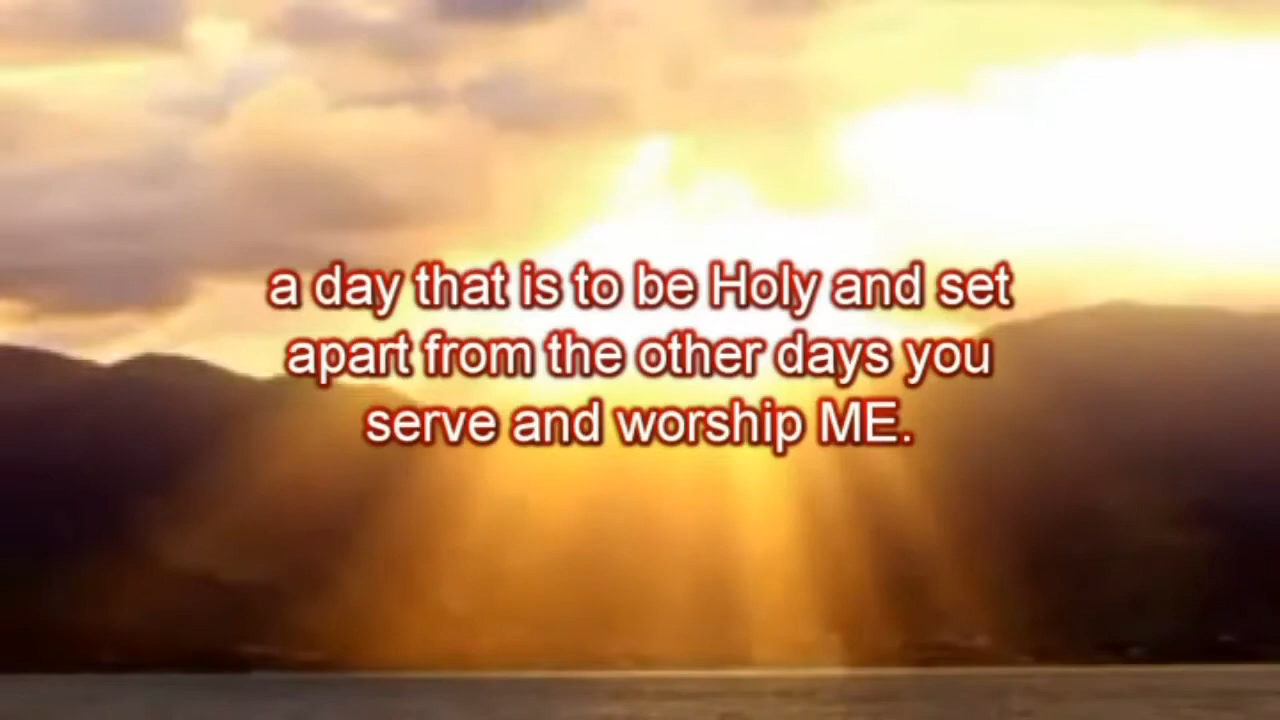 a day that is to be Holy and set
apart from the other days you
serve and worship ME.